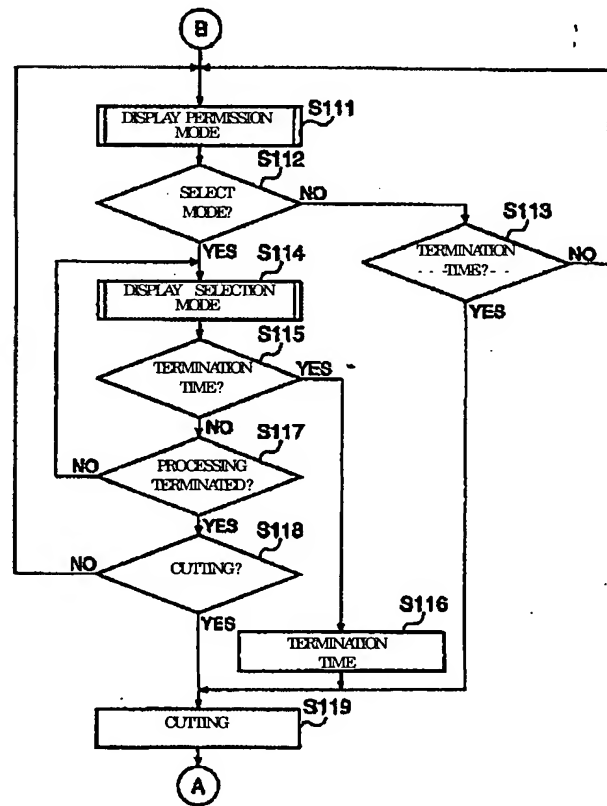 B
S111
DISPLAY PERMISSION
MODE
S112
SELECT
MODE?
NO
YES
S113
TERMINATION
TIME?
NO
YES
S114
DISPLAY SELECTION
MODE
S115
TERMINATION
TIME?
YES
NO
S117
PROCESSING
TERMINATED?
NO
YES
S118
CUTTING?
NO
YES
S116
TERMINATION
TIME
S119
CUTTING
A